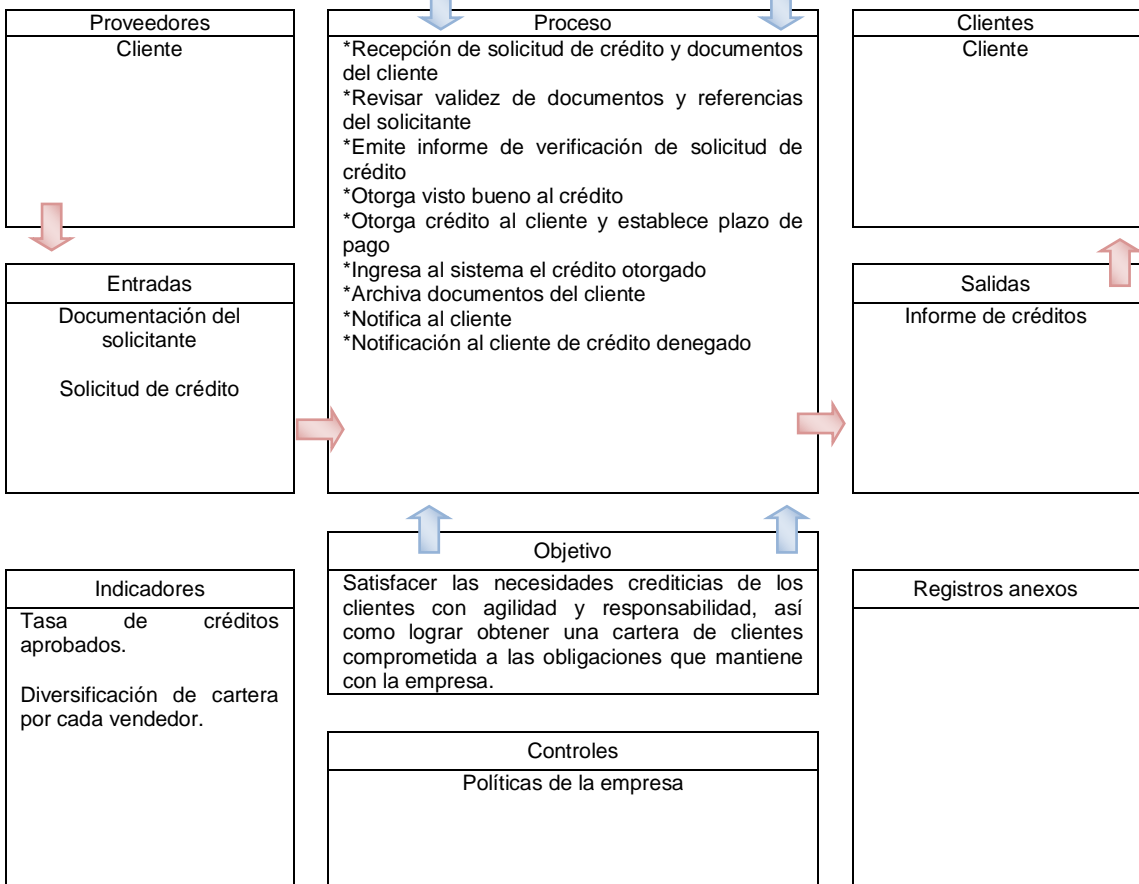 Proveedores
Cliente
Proceso
*Recepción de solicitud de crédito y documentos
del cliente
*Revisar validez de documentos y referencias
del solicitante
*Emite informe de verificación de solicitud de
crédito
*Otorga visto bueno al crédito
*Otorga crédito al cliente y establece plazo de
pago
*Ingresa al sistema el crédito otorgado
*Archiva documentos del cliente
*Notifica al cliente
*Notificación al cliente de crédito denegado
Clientes
Cliente
Entradas
Documentación del
solicitante
Solicitud de crédito
Salidas
Informe de créditos
Indicadores
Tasa de créditos
aprobados.
Diversificación de cartera
por cada vendedor.
Objetivo
Satisfacer las necesidades crediticias de los
clientes con agilidad y responsabilidad, así
como lograr obtener una cartera de clientes
comprometida a las obligaciones que mantiene
con la empresa.
Registros anexos
Controles
Políticas de la empresa